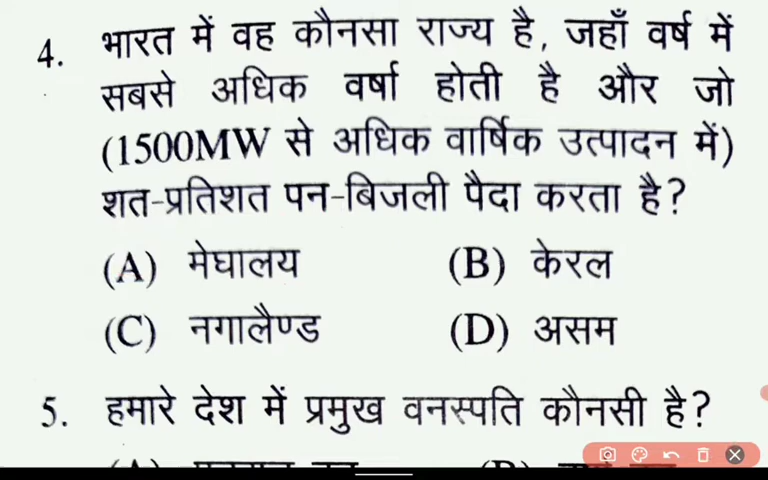 4. भारत में वह कौनसा राज्य है, जहाँ वर्ष में
सबसे अधिक वर्षा होती है और जो
(1500MW से अधिक वार्षिक उत्पादन में)
शत-प्रतिशत पन-बिजली पैदा करता है?
(A) मेघालय (B) केरल
(C) नगालैण्ड (D) असम
5. हमारे देश में प्रमुख वनस्पति कौनसी है?
(A) (B)